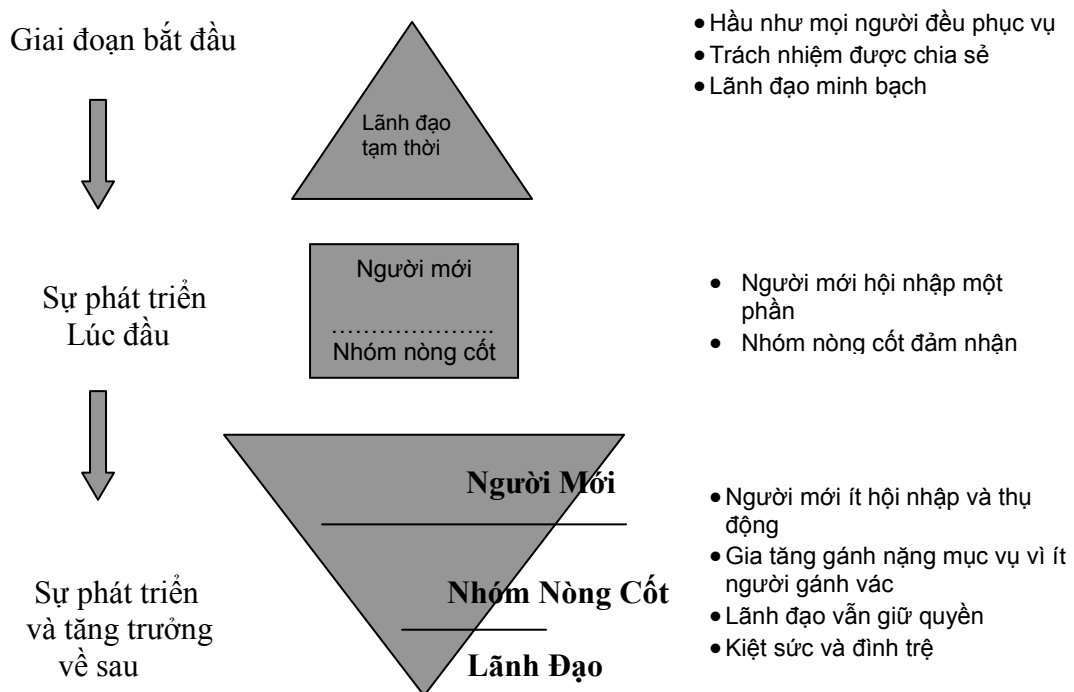 Giai đoạn bắt đầu
Lãnh đạo
tạm thời
• Hầu như mọi người đều phục vụ
• Trách nhiệm được chia sẻ
• Lãnh đạo minh bạch
Sự phát triển
Lúc đầu
Người mới
…………………..
Nhóm nòng cốt
• Người mới hội nhập một
phần
• Nhóm nòng cốt đảm nhận
Sự phát triển
và tăng trưởng
về sau
Người Mới
Nhóm Nòng Cốt
Lãnh Đạo
• Người mới ít hội nhập và thụ
động
• Gia tăng gánh nặng mục vụ vì ít
người gánh vác
• Lãnh đạo vẫn giữ quyền
• Kiệt sức và đình trệ